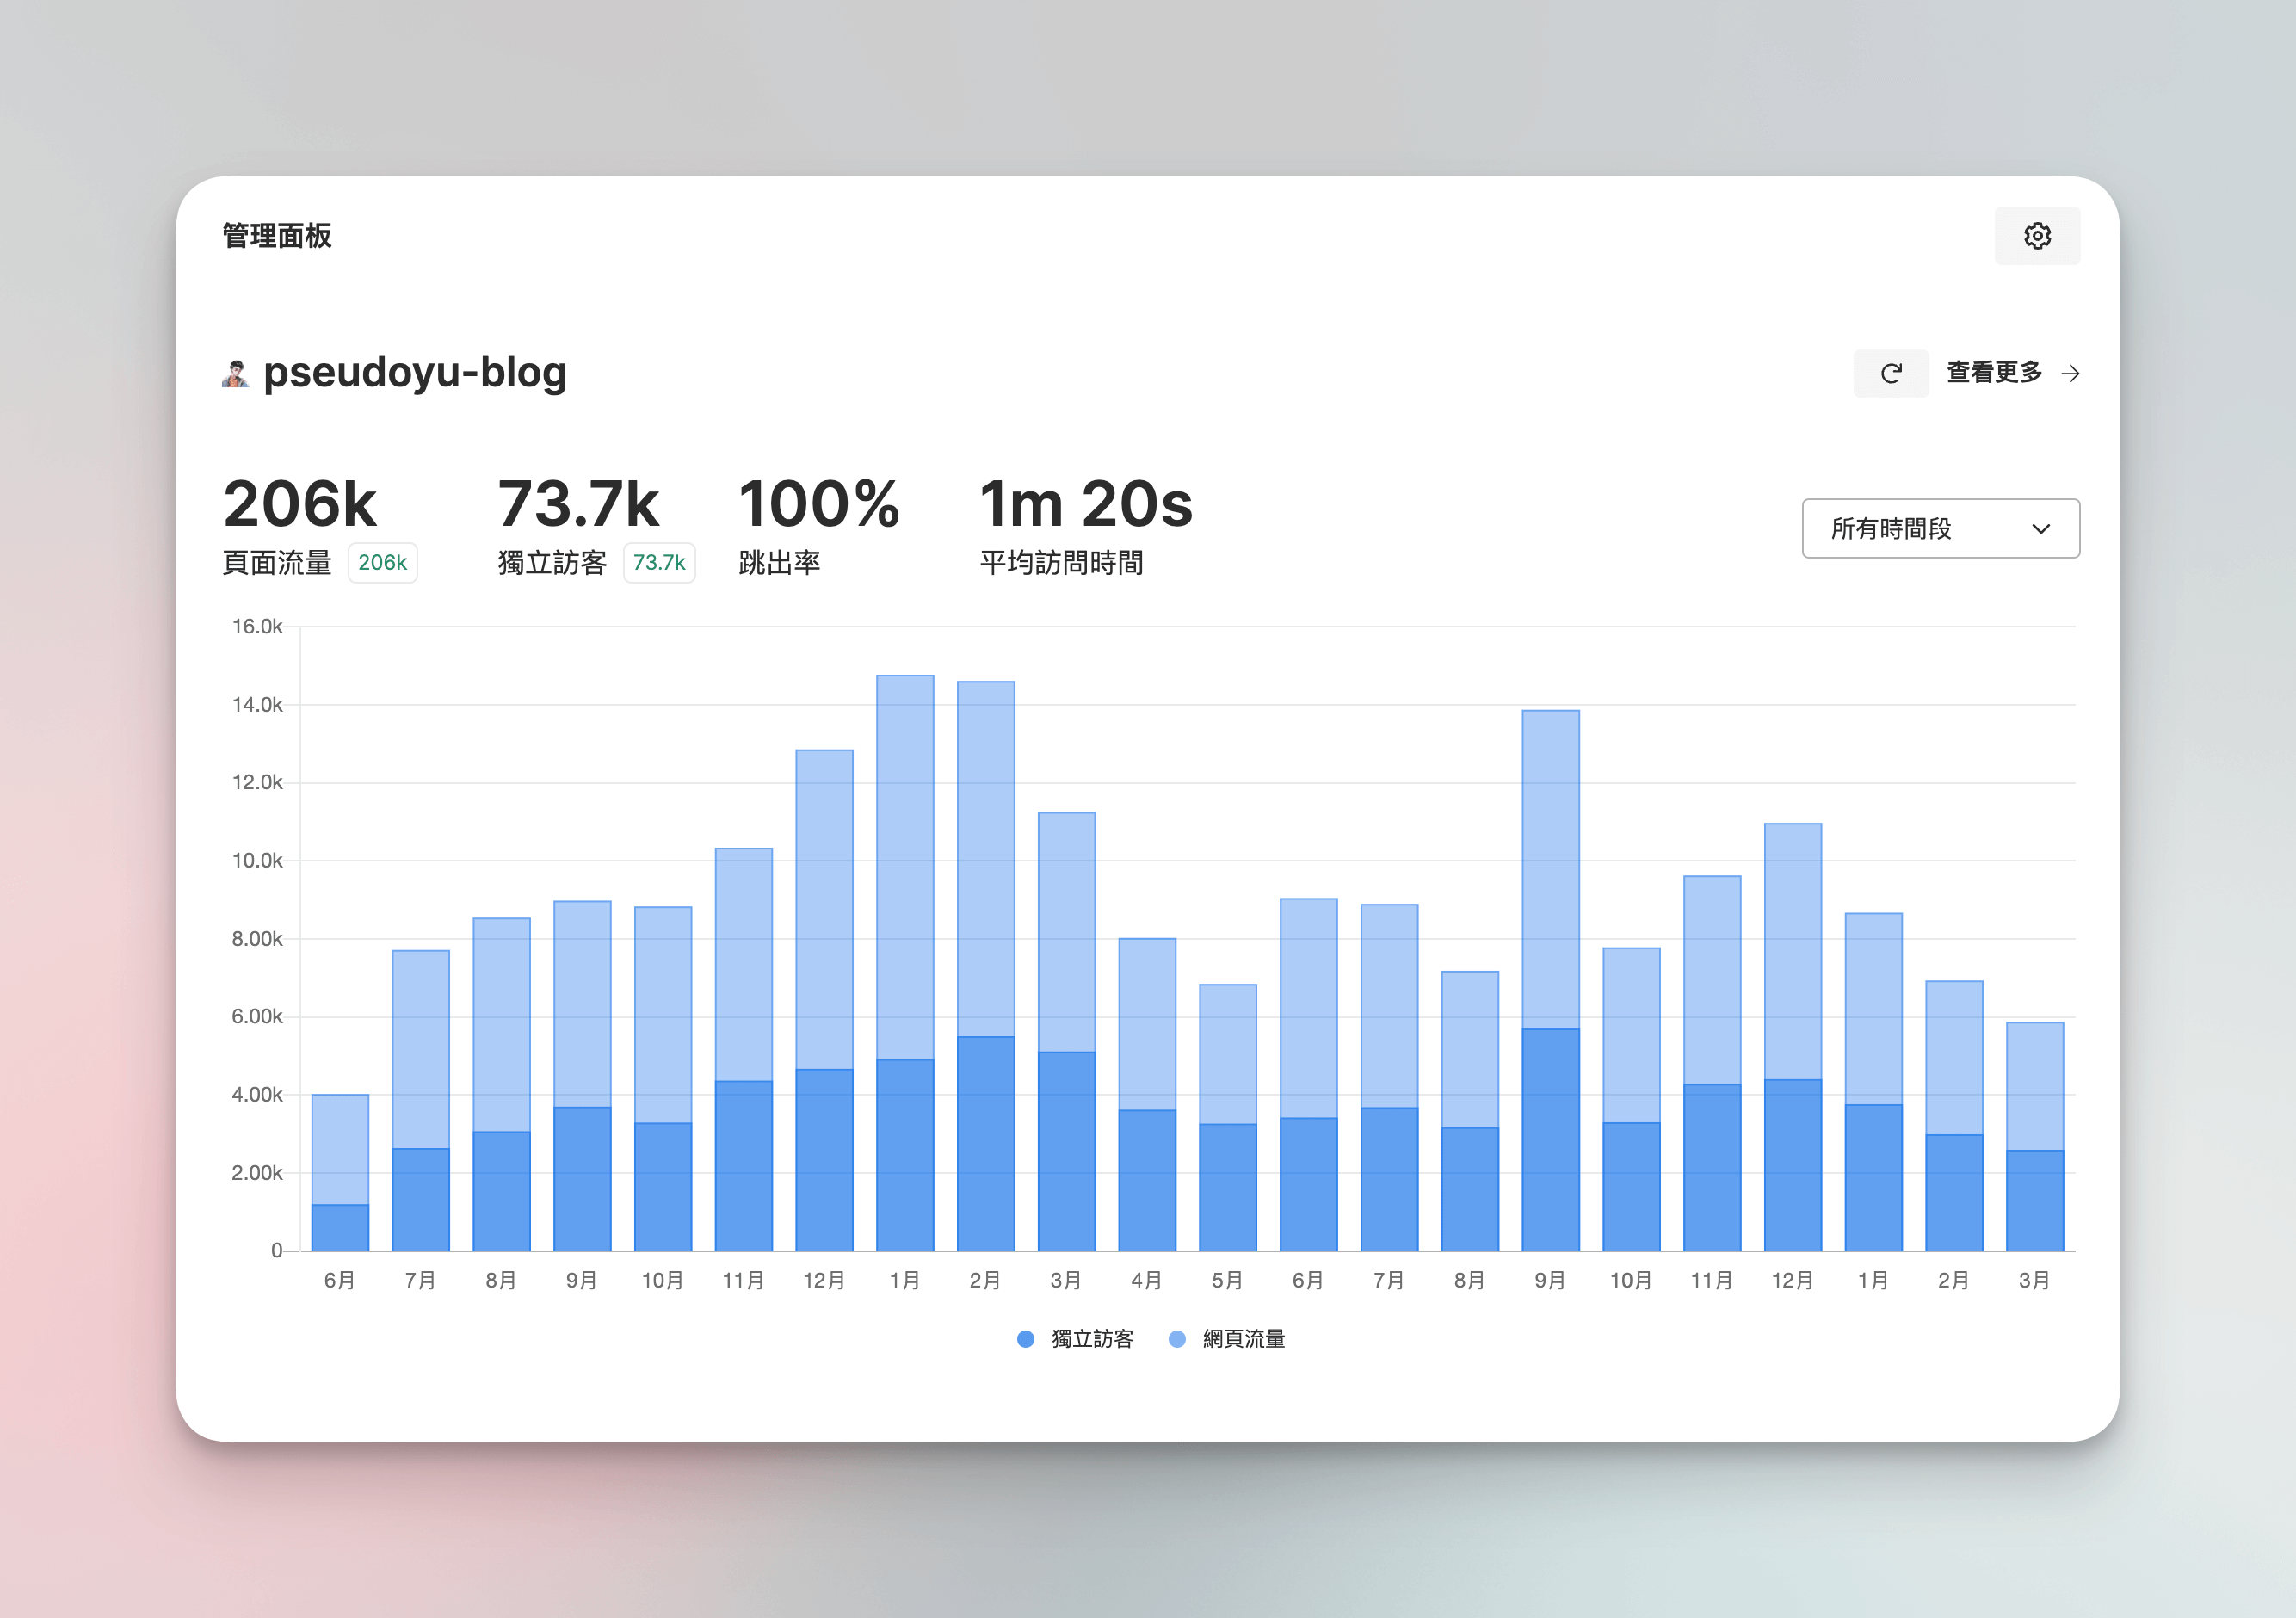 管理面板
pseudoyu-blog
查看更多
206k 73.7k 100% 1m 20s
頁面流量 206k 獨立訪客 73.7k 跳出率 平均訪問時間
所有時間段
16.0k
14.0k
12.0k
10.0k
8.00k
6.00k
4.00k
2.00k
0
6月 7月 8月 9月 10月 11月 12月 1月 2月 3月 4月 5月 6月 7月 8月 9月 10月 11月 12月 1月 2月 3月
獨立訪客 網頁流量